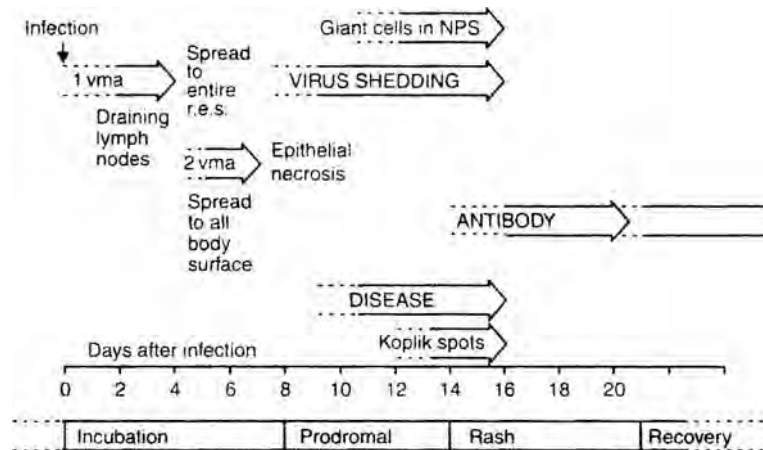 Giant cells in NPS
Infection
1 vma
Spread
to
entire
r.e.s.
VIRUS SHEDDING
Draining
lymph
nodes
2 vma
Epithelial
necrosis
Spread
to all
body
surface
ANTIBODY
DISEASE
Koplik spots
Days after infection
0 2 4 6 8 10 12 14 16 18 20
Incubation Prodromal Rash Recovery